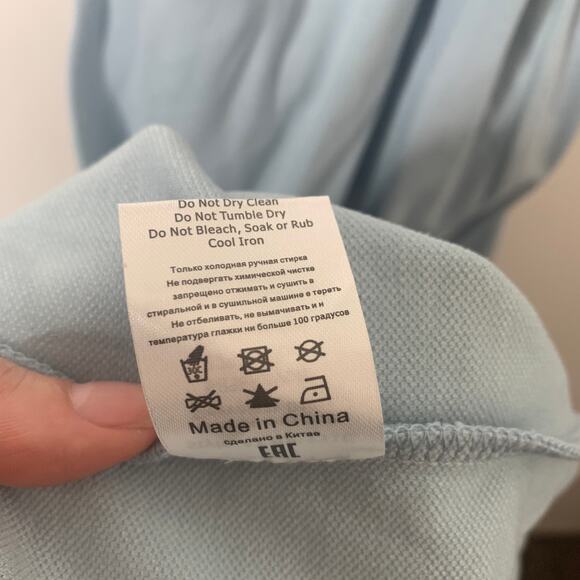 Do Not Dry Clean
Do Not Tumble Dry
Do Not Bleach, Soak or Rub
Cool Iron
Только холодная ручная стирка
Не подвергать химической чистке
запрещено отжимать и сушить в
стиральной и в сушильной машине е тереть
Не отбеливать, не вымачивать и н
температура глажки ни больше 100 градусов
30C
Made in China
сделано в Китае
EAC